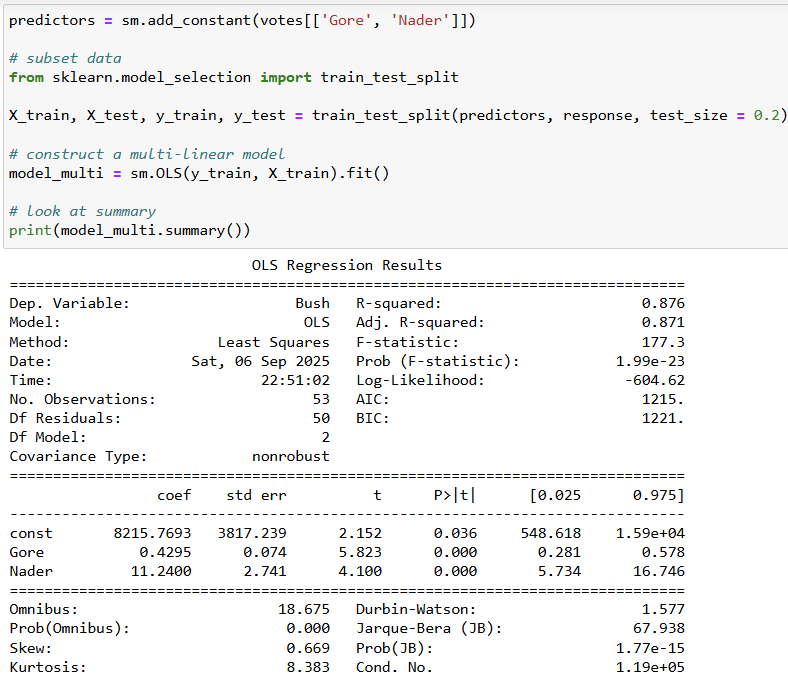 predictors = sm.add_constant(votes[['Gore', 'Nader']])
# subset data
from sklearn.model_selection import train_test_split
X_train, X_test, y_train, y_test = train_test_split(predictors, response, test_size = 0.2)
# construct a multi-linear model
model_multi = sm.OLS(y_train, X_train).fit()
# look at summary
print(model_multi.summary())
OLS Regression Results
==============================================================================
Dep. Variable: Bush R-squared: 0.876
Model: OLS Adj. R-squared: 0.871
Method: Least Squares F-statistic: 177.3
Date: Sat, 06 Sep 2025 Prob (F-statistic): 1.99e-23
Time: 22:51:02 Log-Likelihood: -604.62
No. Observations: 53 AIC: 1215.
Df Residuals: 50 BIC: 1221.
Df Model: 2
Covariance Type: nonrobust
==============================================================================
coef std err t P>|t| [0.025 0.975]
------------------------------------------------------------------------------
const 8215.7693 3817.239 2.152 0.036 548.618 1.59e+04
Gore 0.4295 0.074 5.823 0.000 0.281 0.578
Nader 11.2400 2.741 4.100 0.000 5.734 16.746
==============================================================================
Omnibus: 18.675 Durbin-Watson: 1.577
Prob(Omnibus): 0.000 Jarque-Bera (JB): 67.938
Skew: 0.669 Prob(JB): 1.77e-15
Kurtosis: 8.383 Cond. No. 1.19e+05